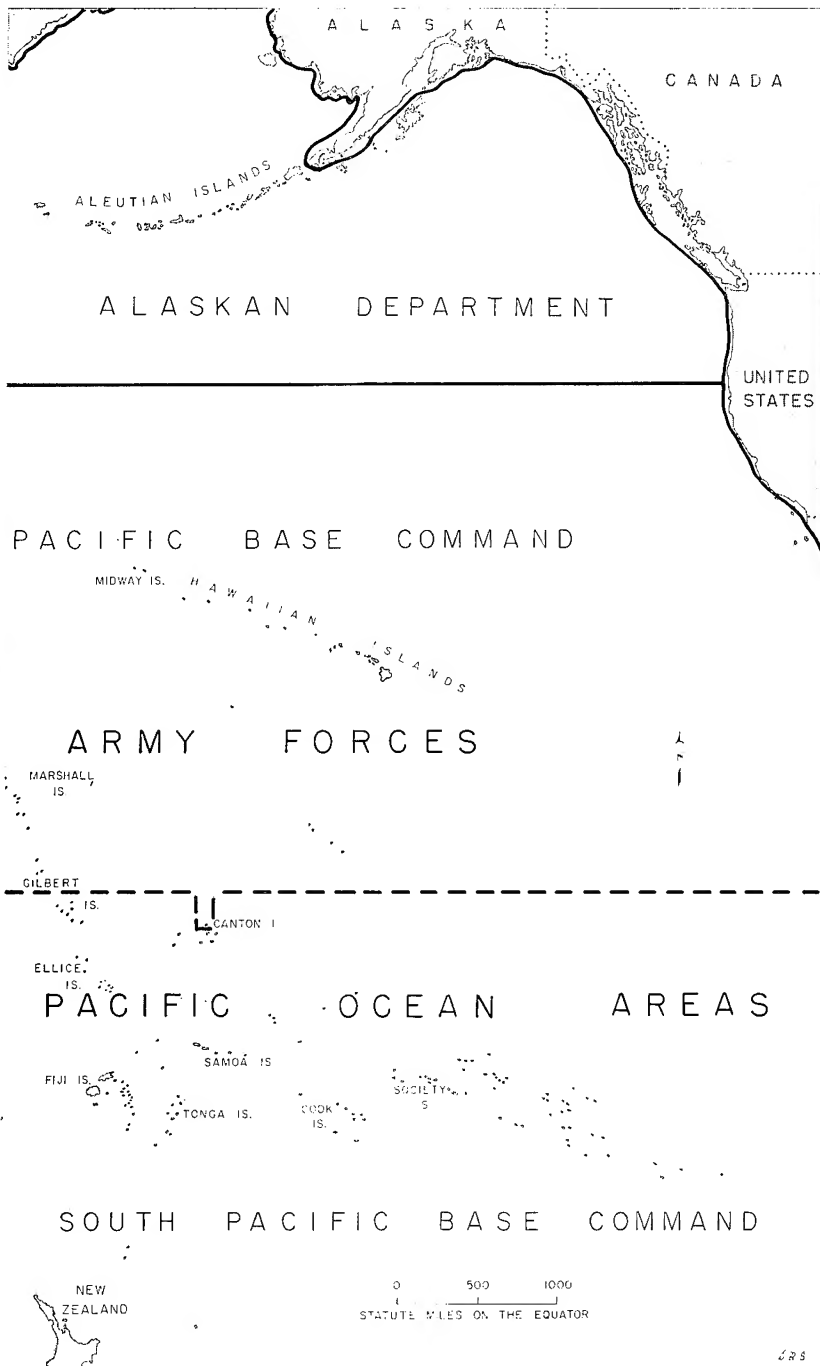 ALASKA
CANADA
ALEUTIAN ISLANDS
ALASKAN DEPARTMENT
UNITED
STATES
PACIFIC BASE COMMAND
MIDWAY IS.
HAWAIIAN
ISLANDS
ARMY FORCES
MARSHALL
IS
GILBERT
IS.
CANTON I
ELLICE
IS.
PACIFIC OCEAN AREAS
SAMOA IS
FIJI IS.
TONGA IS.
COOK
IS.
SOCIETY
S
SOUTH PACIFIC BASE COMMAND
NEW
ZEALAND
0 500 1000
STATUTE MILES ON THE EQUATOR